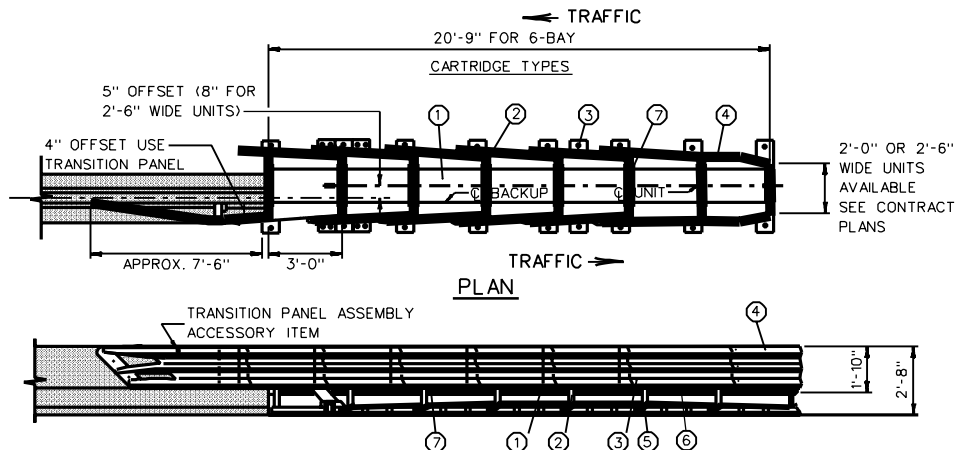 TRAFFIC
20'-9" FOR 6-BAY
CARTRIDGE TYPES
5" OFFSET (8" FOR
2'-6" WIDE UNITS)
1
2
3
7
4
4" OFFSET USE
TRANSITION PANEL
2'-0" OR 2'-6"
WIDE UNITS
AVAILABLE
SEE CONTRACT
PLANS
℄ BACKUP
℄ UNIT
APPROX. 7'-6"
3'-0"
TRAFFIC
PLAN
TRANSITION PANEL ASSEMBLY
ACCESSORY ITEM
4
1'-10"
2'-8"
7
1
2
3
5
6